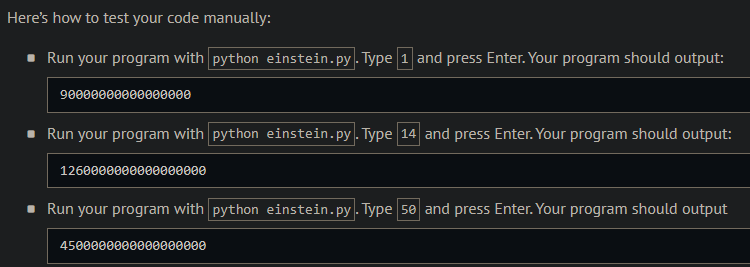 Here’s how to test your code manually:
Run your program with python einstein.py. Type 1 and press Enter. Your program should output:
90000000000000000
Run your program with python einstein.py. Type 14 and press Enter. Your program should output:
1260000000000000000
Run your program with python einstein.py. Type 50 and press Enter. Your program should output
4500000000000000000